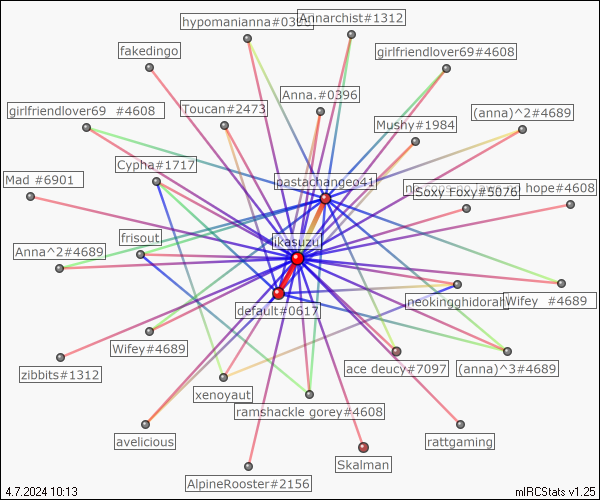 hypomanianna#0
Annarchist#1312
fakedingo
girlfriendlover69#4608
Anna.#0396
girlfriendlover69 #4608
Toucan#2473
(anna)^2#4689
Mushy#1984
Cypha#1717
Mad #6901
pastachangeo41
hope#4608
Soxy Foxy#5076
frisout
likasuzu
Anna^2#4689
neokingghidorah
Wifey #4689
default#0617
Wifey#4689
zibbits#1312
ace deucy#7097
(anna)^3#4689
xenoyaut
ramshackle gorey#4608
avelicious
rattgaming
Skalman
AlpineRooster#2156
4.7.2024 10:13
mIRCStats v1.25